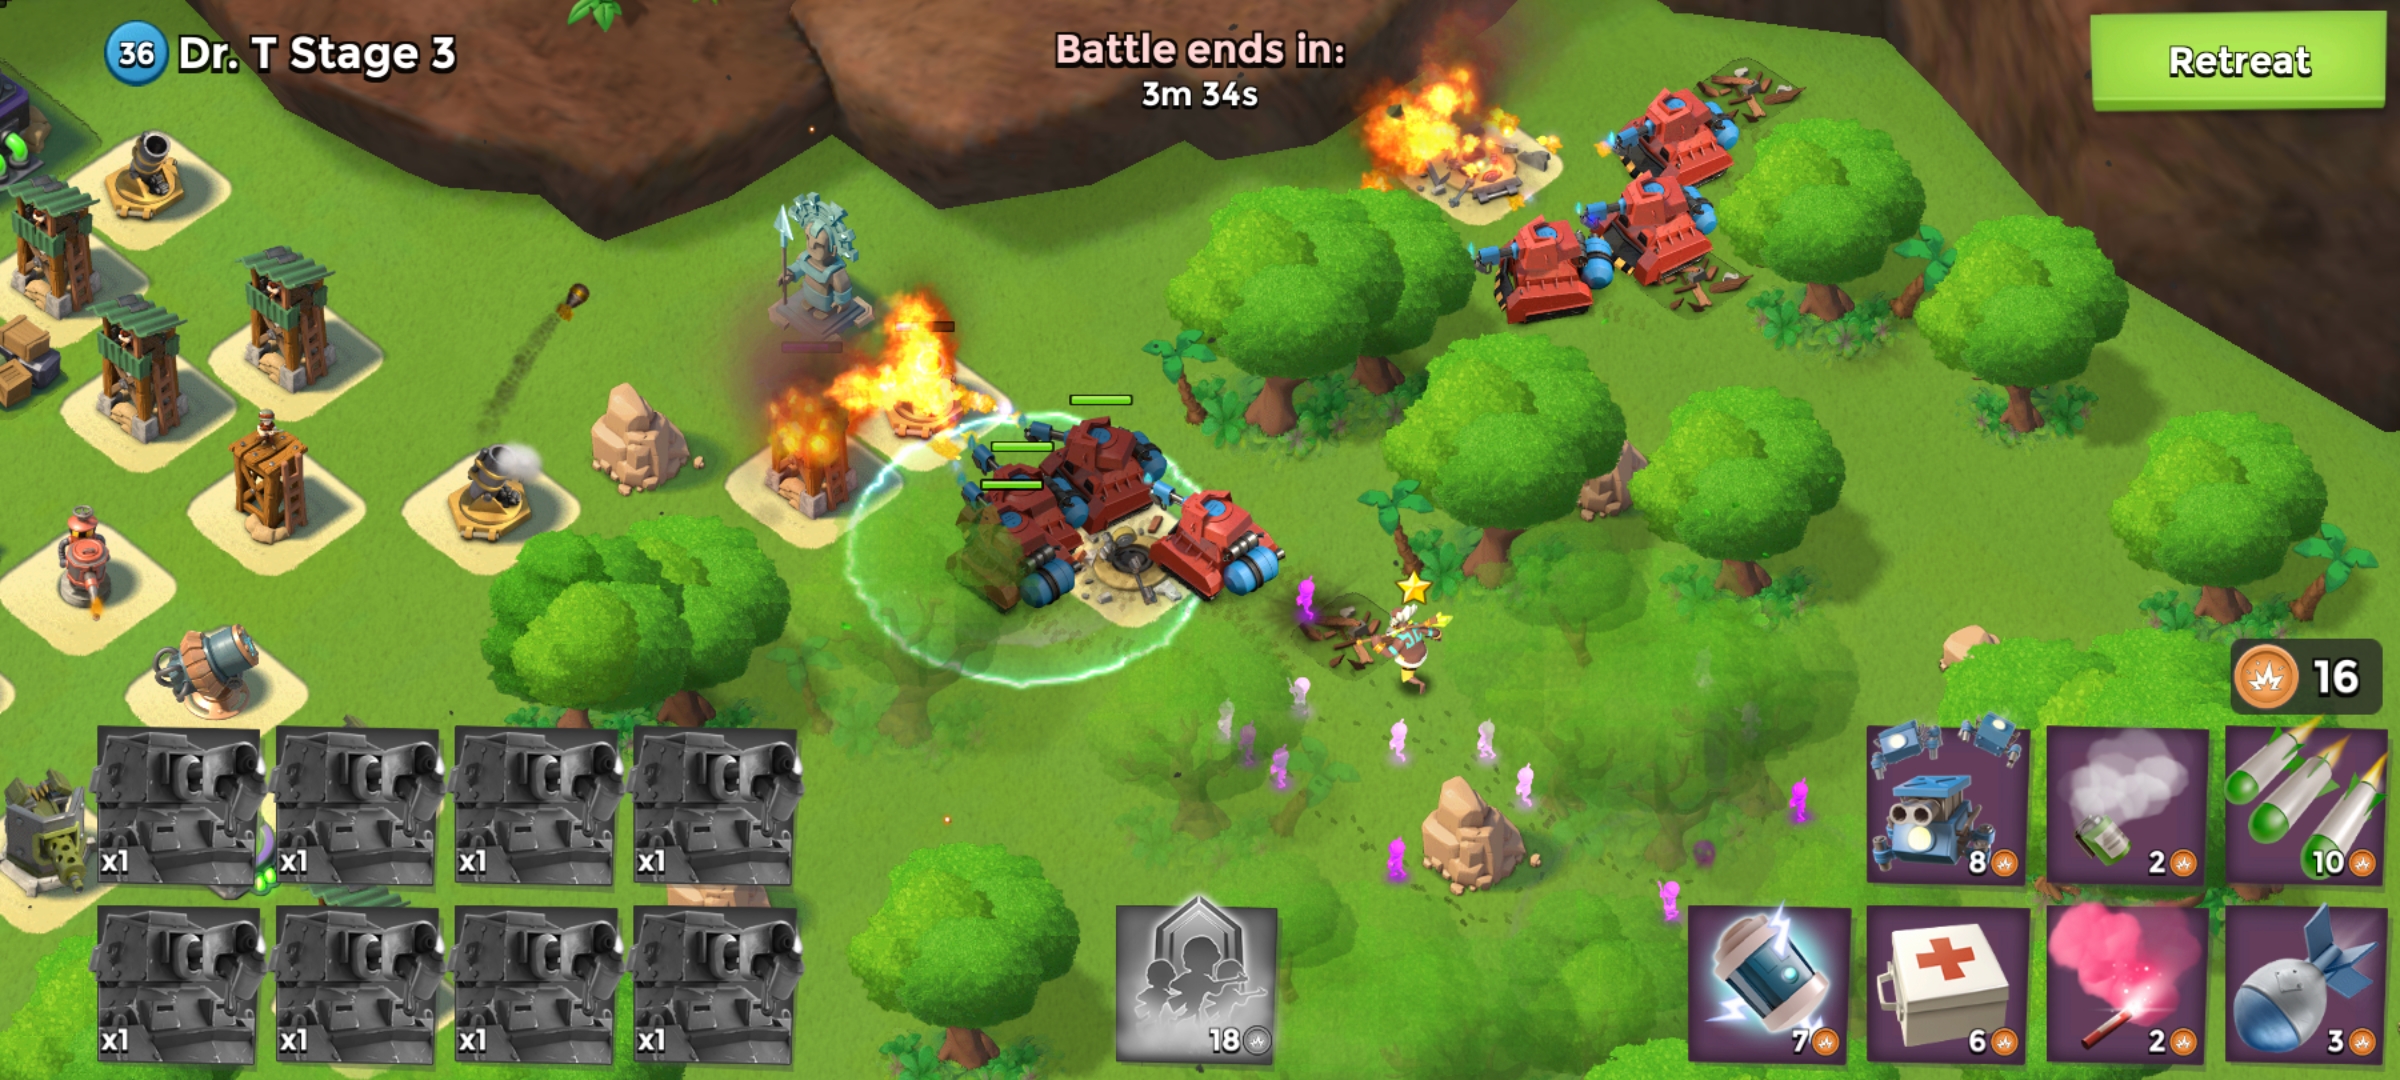 36 Dr. T Stage 3
Battle ends in:
3m 34s
Retreat
16
x1 x1 x1 x1
8 2 10
x1 x1 x1 x1
18 7 6 2 3